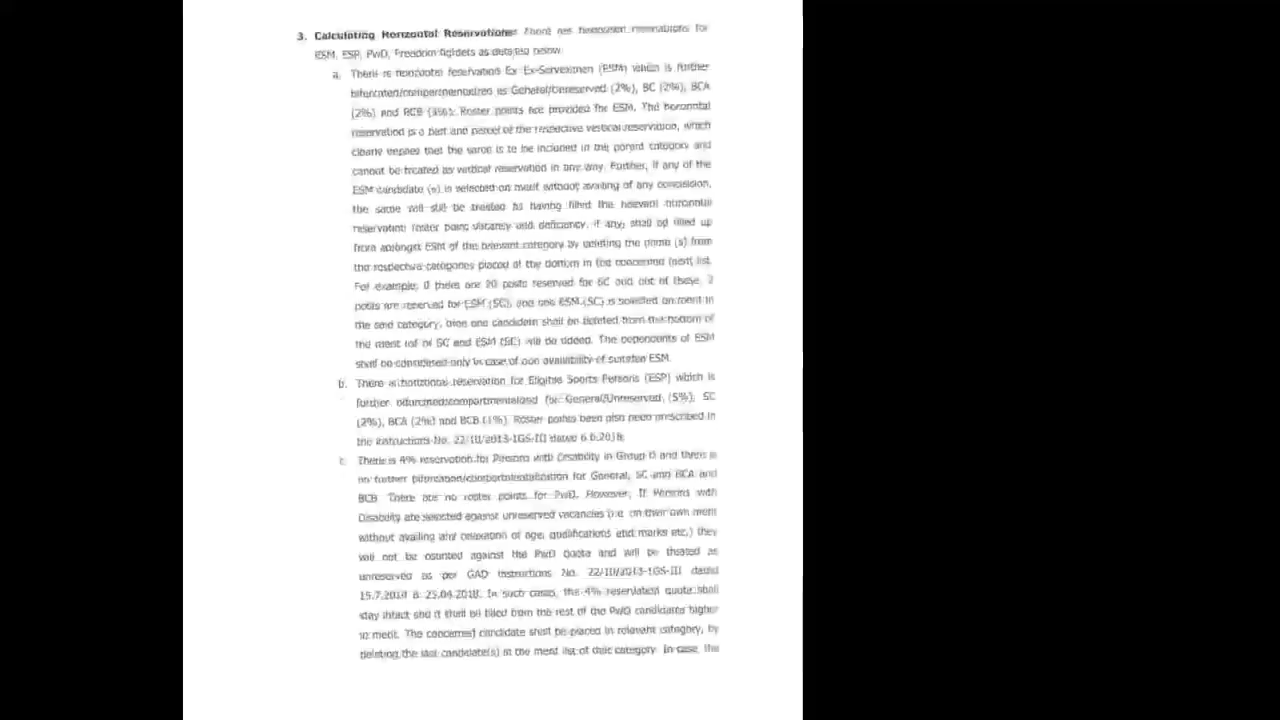 3. Calculating Horizontal Reservations There are horizontal reservations for
ESM, ESP, PwD, Freedom fighters as detailed below:
a. There is horizontal reservation for Ex-Servicemen (ESM) which is further
bifurcated/compartmentalized as General/Unreserved (2%), BC (2%), BCA
(2%) and BCB (3%). Roster points are provided for ESM. The horizontal
reservation is a part and parcel of the respective vertical reservation, which
clearly implies that the same is to be included in the parent category and
cannot be treated as vertical reservation in any way. Further, if any of the
ESM candidate (s) is selected on merit without availing of any concession,
the same will still be treated as having filled the relevant horizontal
reservation roster point vacancy and deficiency, if any, shall be filled up
from amongst ESM of the relevant category by deleting the name (s) from
the respective categories placed at the bottom in the concerned merit list.
For example, if there are 20 posts reserved for SC and out of these, 2
posts are reserved for ESM (SC), and one ESM (SC) is selected on merit in
the said category, then one candidate shall be deleted from the bottom of
the merit list of SC and ESM (SC) will be added. The dependents of ESM
shall be considered only in case of non availability of suitable ESM.
b. There is horizontal reservation for Eligible Sports Persons (ESP) which is
further bifurcated/compartmentalized for General/Unreserved (5%), SC
(2%), BCA (2%) and BCB (1%). Roster points been also been prescribed in
the instructions No. 22/10/2013-1GS-III dated
c. There is 4% reservation for Persons with Disability in Group D and there is
no further bifurcation/compartmentalization for General, SC and BCA and
BCB. There are no roster points for PwD. However, If Persons with
Disability are selected against unreserved vacancies (i.e. on their own merit
without availing any relaxation of age, qualifications and marks etc.) they
will not be counted against the PwD Quota and will be treated as
unreserved as per GAD instructions No. 22/10/2013-1GS-III dated
15.7.2014 & 25.04.2018. In such cases, the 4% reservation quota shall
stay intact and it shall be filled from the rest of the PwD candidates higher
in merit. The concerned candidate shall be placed in relevant category, by
deleting the last candidate(s) in the merit list of that category. In case, the